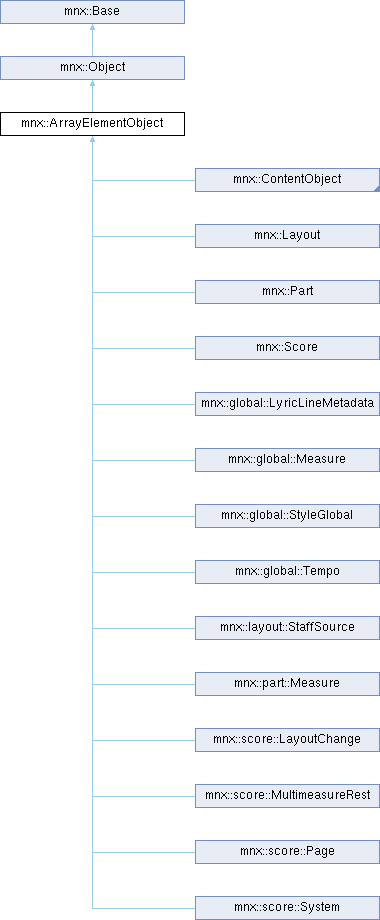 mnx::Base
mnx::Object
mnx::ArrayElementObject
mnx::ContentObject
mnx::Layout
mnx::Part
mnx::Score
mnx::global::LyricLineMetadata
mnx::global::Measure
mnx::global::StyleGlobal
mnx::global::Tempo
mnx::layout::StaffSource
mnx::part::Measure
mnx::score::LayoutChange
mnx::score::MultimeasureRest
mnx::score::Page
mnx::score::System